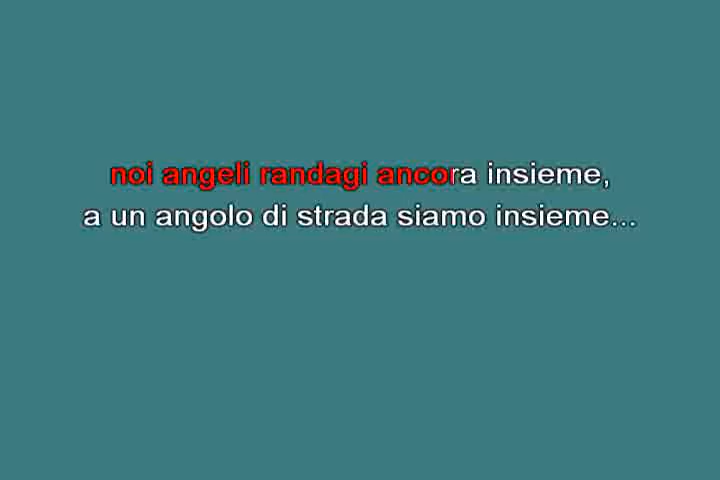 noi angeli randagi ancora insieme,
a un angolo di strada siamo insieme...